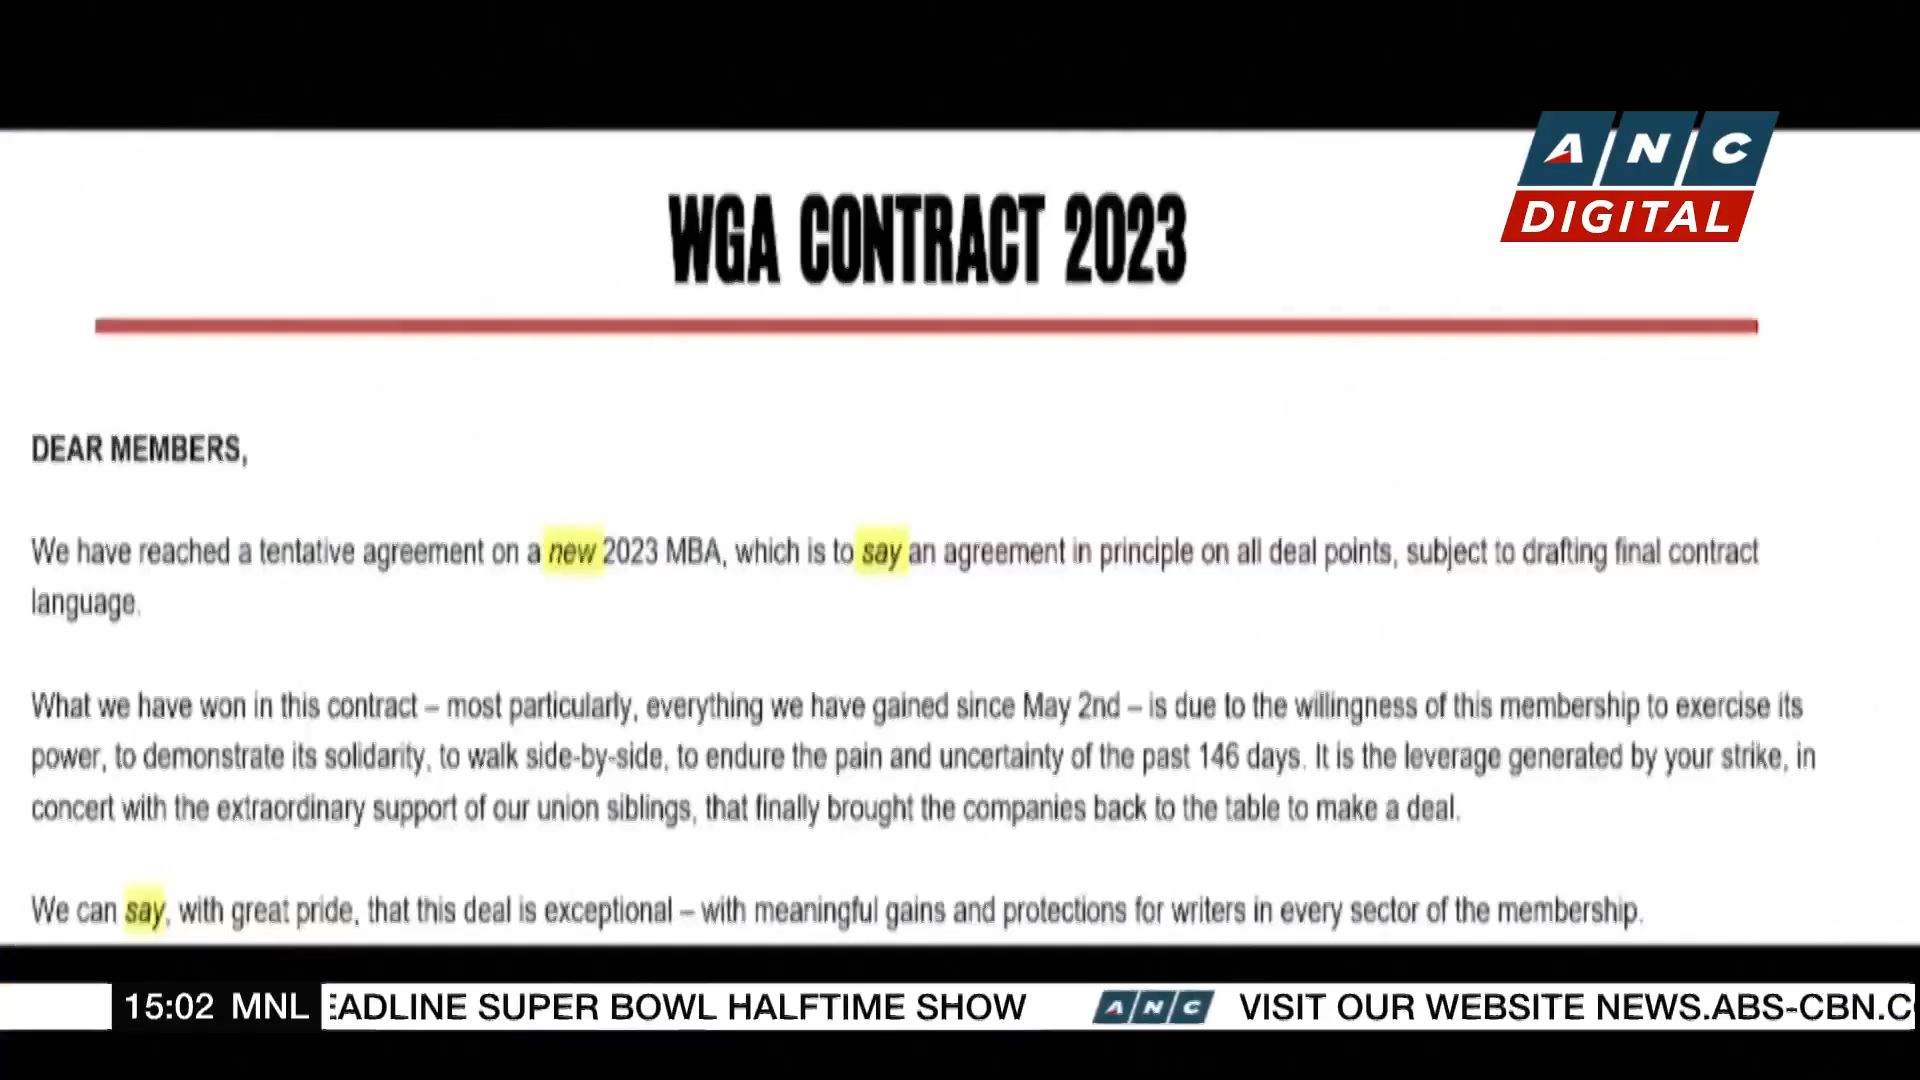 ANC
DIGITAL
WGA CONTRACT 2023
DEAR MEMBERS,
We have reached a tentative agreement on a new 2023 MBA, which is to say an agreement in principle on all deal points, subject to drafting final contract
language.
What we have won in this contract – most particularly, everything we have gained since May 2nd – is due to the willingness of this membership to exercise its
power, to demonstrate its solidarity, to walk side-by-side, to endure the pain and uncertainty of the past 146 days. It is the leverage generated by your strike, in
concert with the extraordinary support of our union siblings, that finally brought the companies back to the table to make a deal.
We can say, with great pride, that this deal is exceptional – with meaningful gains and protections for writers in every sector of the membership.
15:02 MNL EADLINE SUPER BOWL HALFTIME SHOW ANC VISIT OUR WEBSITE NEWS.ABS-CBN.C